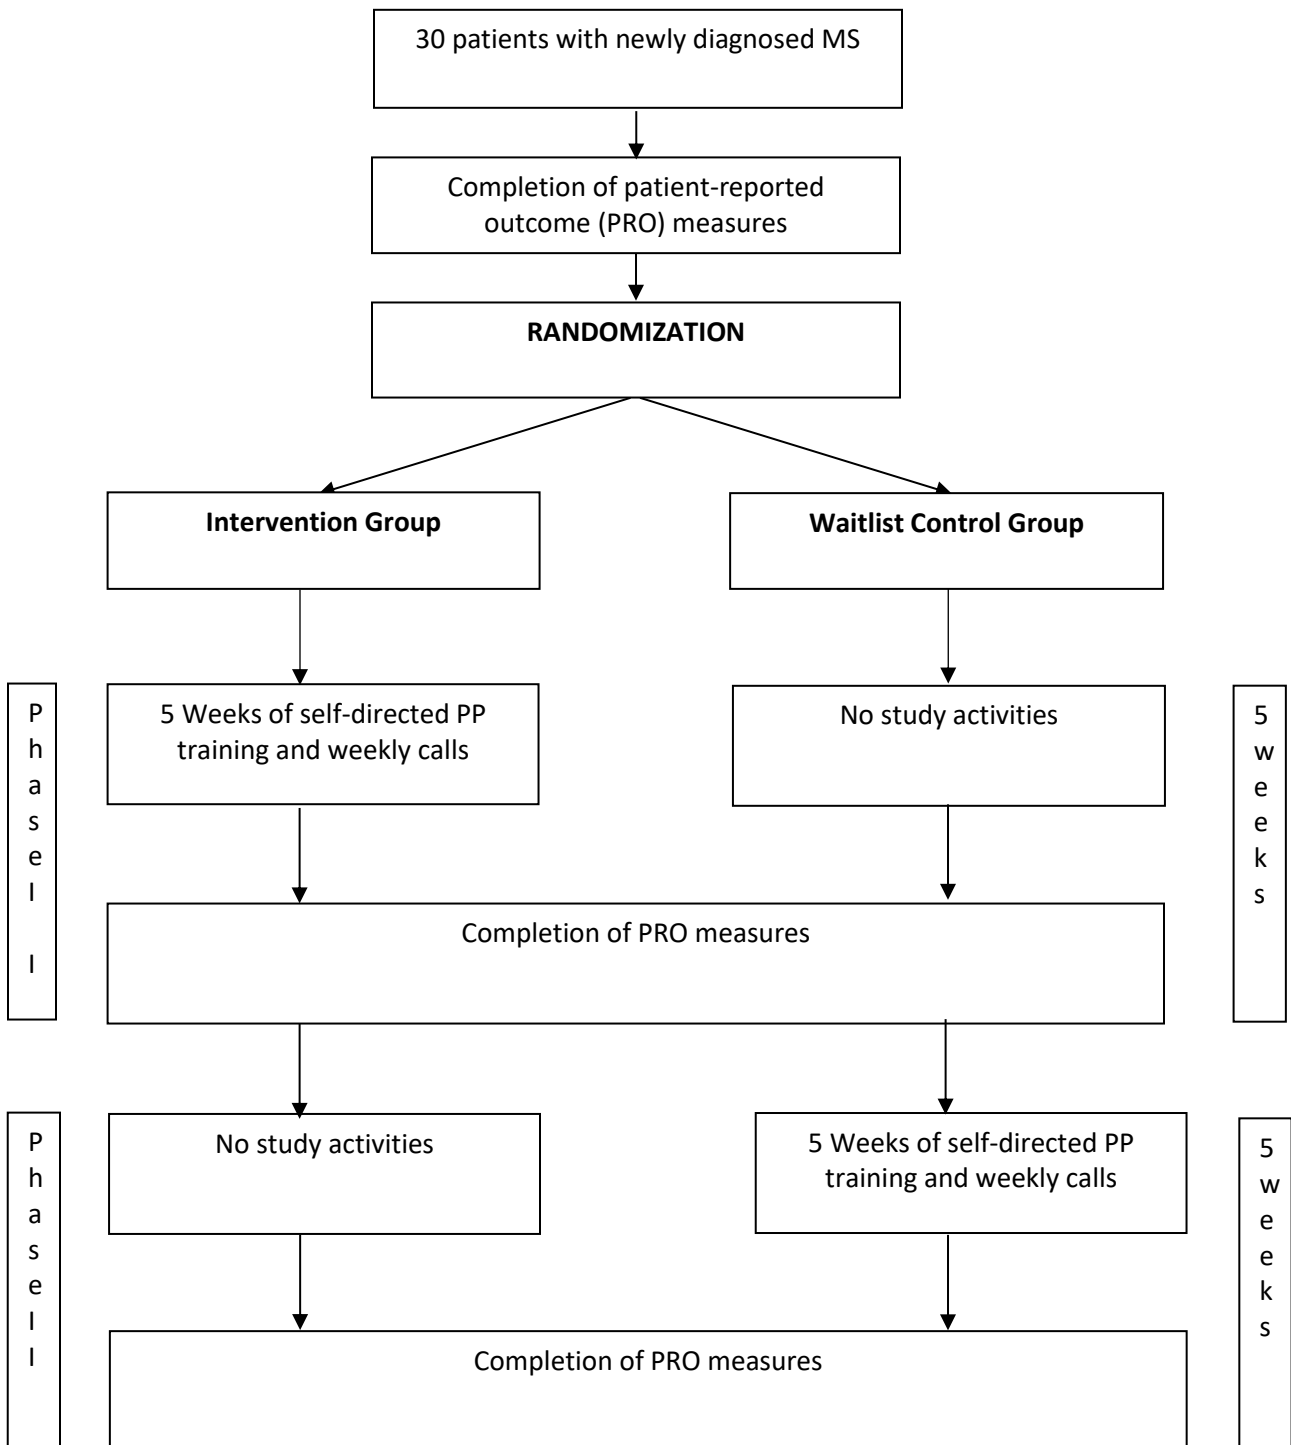 30 patients with newly diagnosed MS
Completion of patient-reported
outcome (PRO) measures
RANDOMIZATION
Intervention Group
Waitlist Control Group
P
h
a
s
e
I
I
5 Weeks of self-directed PP
training and weekly calls
No study activities
5
w
e
e
k
s
Completion of PRO measures
P
h
a
s
e
I
I
No study activities
5 Weeks of self-directed PP
training and weekly calls
5
w
e
e
k
s
Completion of PRO measures